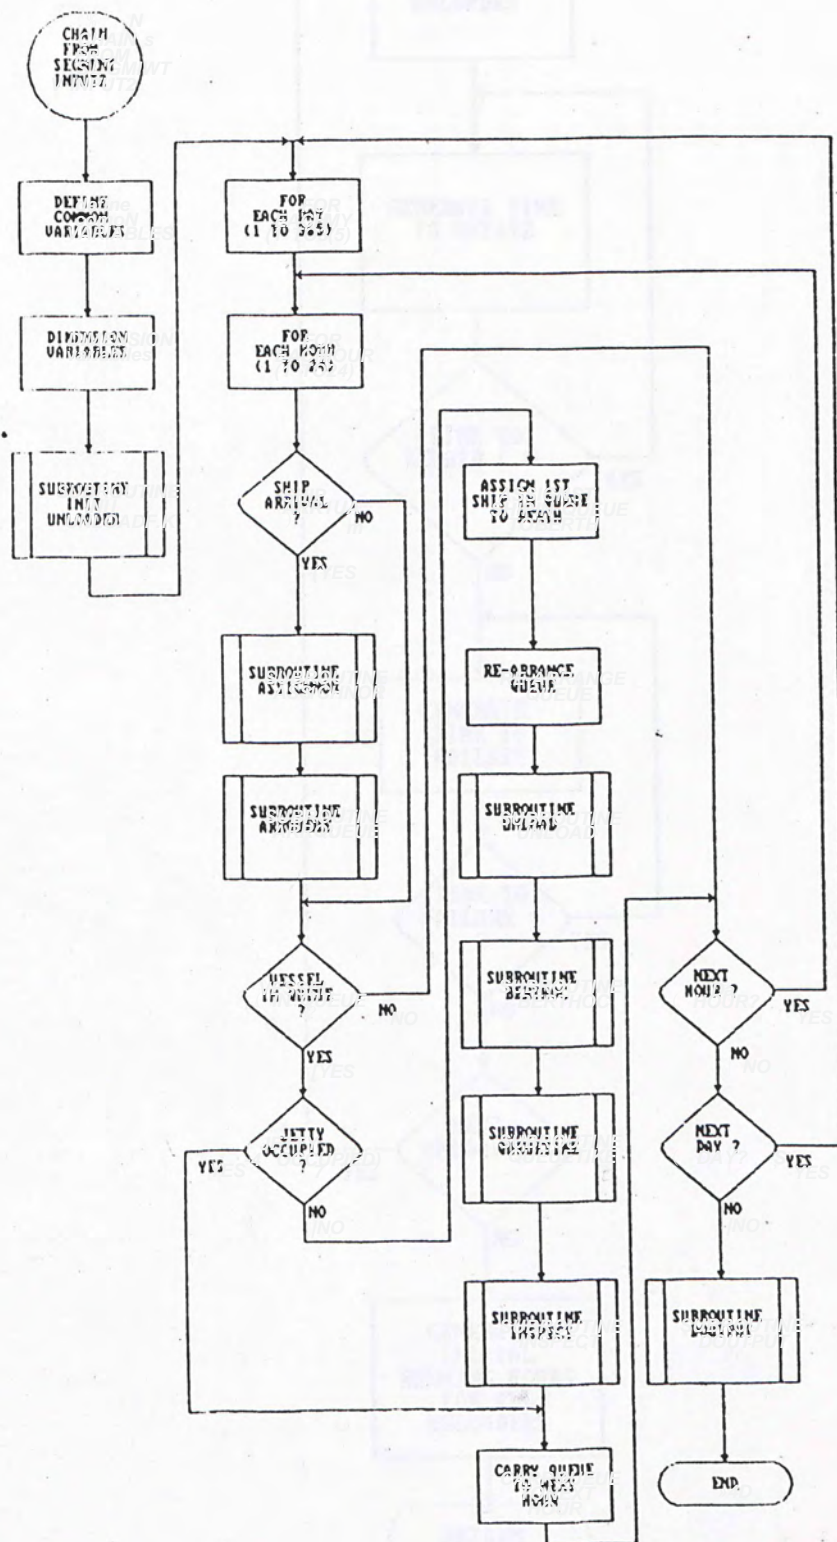 CHAIN
FROM
SEGMENT
INPUT2
DEFINE
COMMON
VARIABLES
DIMENSION
VARIABLES
SUBROUTINE
INIT
UNLOADER
FOR
EACH DAY
(1 TO 365)
FOR
EACH HOUR
(1 TO 24)
SHIP
ARRIVAL
?
NO
YES
SUBROUTINE
SUBROUTINE
VESSEL
IN QUEUE
?
NO
YES
JETTY
OCCUPIED
?
YES
NO
ASSIGN 1ST
SHIP IN QUEUE
TO BERTH
RE-ARRANGE
QUEUE
SUBROUTINE
UNLOAD
SUBROUTINE
SUBROUTINE
SUBROUTINE
INSPECT
CARRY QUEUE
TO NEXT
HOUR
NEXT
HOUR ?
YES
NO
NEXT
DAY ?
YES
NO
SUBROUTINE
DOUTPUT
END